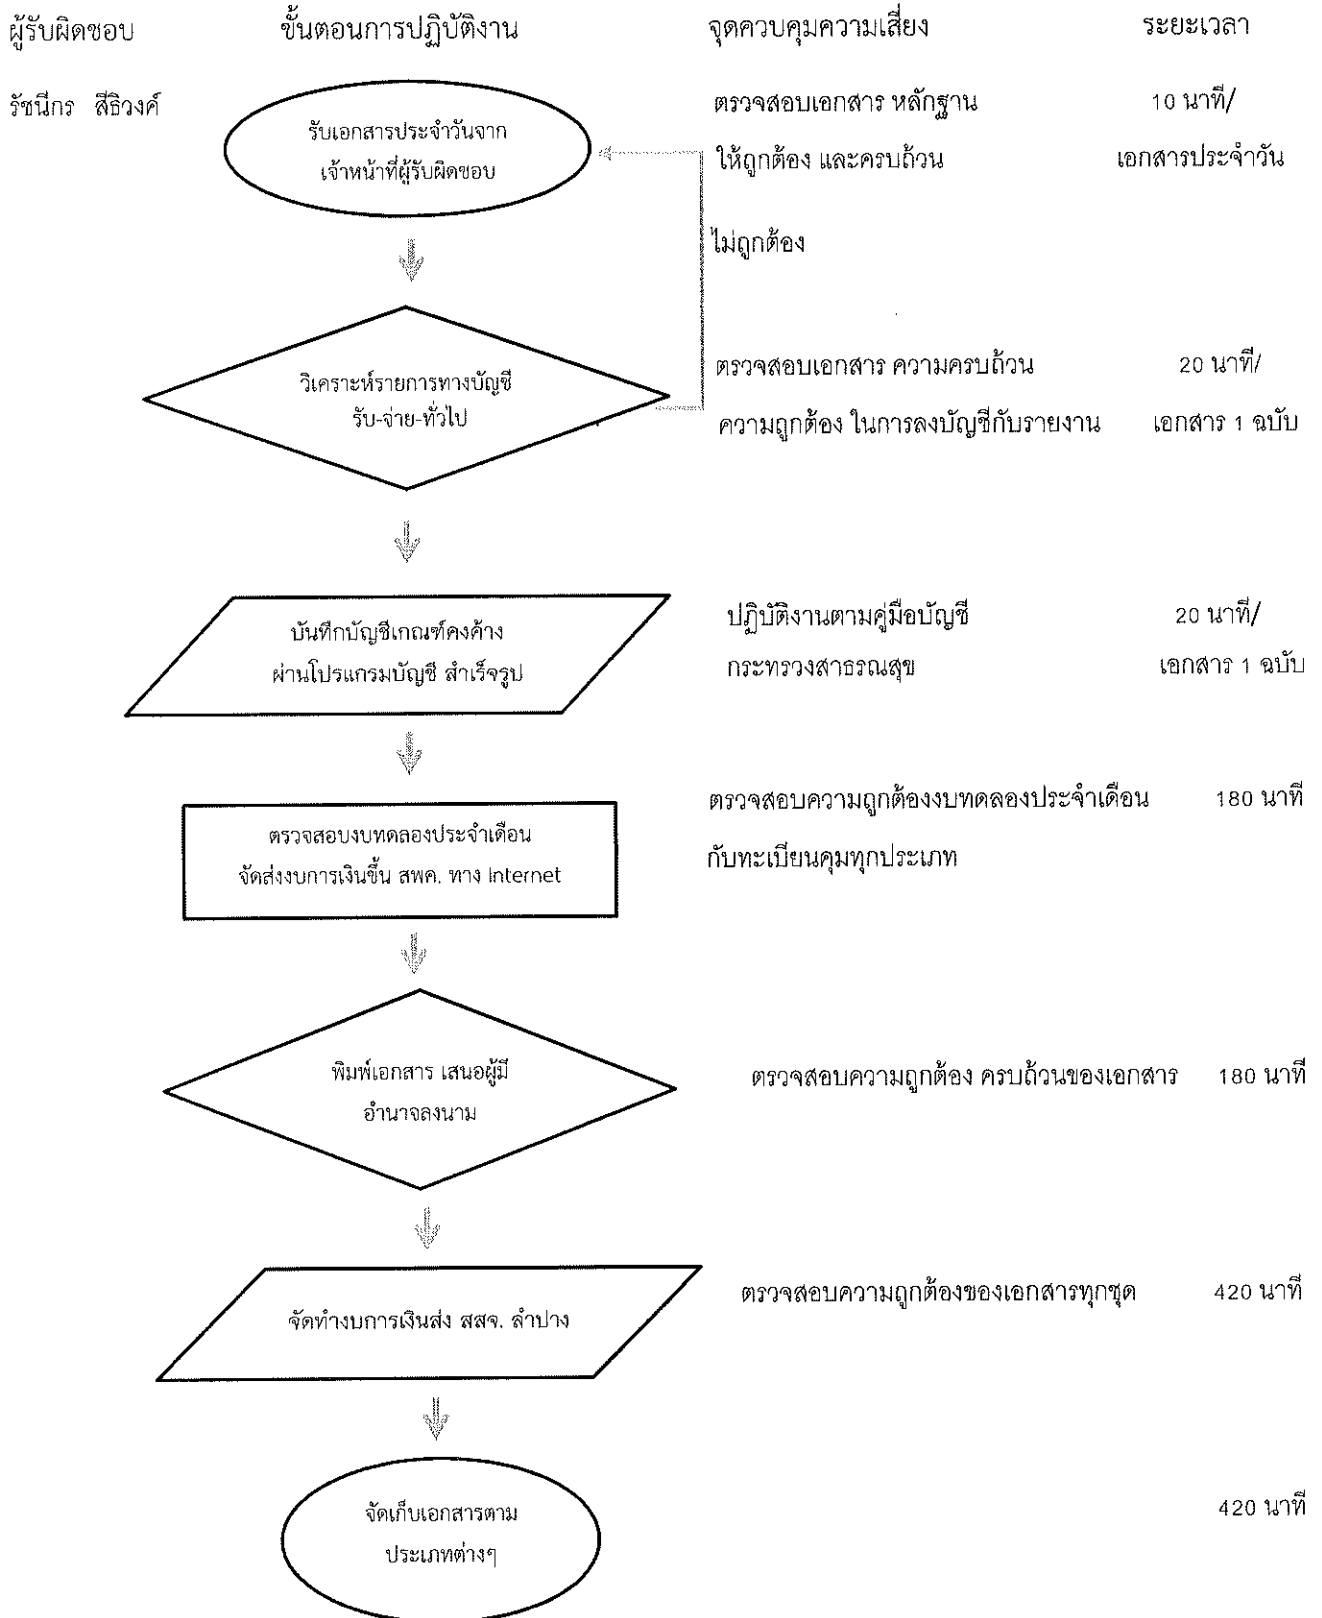 ผู้รับผิดชอบ ขั้นตอนการปฏิบัติงาน จุดควบคุมความเสี่ยง ระยะเวลา
รัชนีกร สีธิวงค์
รับเอกสารประจำวันจาก
เจ้าหน้าที่ผู้รับผิดชอบ
ตรวจสอบเอกสาร หลักฐาน
ให้ถูกต้อง และครบถ้วน
10 นาที/
เอกสารประจำวัน
ไม่ถูกต้อง
วิเคราะห์รายการทางบัญชี
รับ-จ่าย-ทั่วไป
ตรวจสอบเอกสาร ความครบถ้วน
ความถูกต้อง ในการลงบัญชีกับรายงาน
20 นาที/
เอกสาร 1 ฉบับ
บันทึกบัญชีเกณฑ์คงค้าง
ผ่านโปรแกรมบัญชี สำเร็จรูป
ปฏิบัติงานตามคู่มือบัญชี
กระทรวงสาธรณสุข
20 นาที/
เอกสาร 1 ฉบับ
ตรวจสอบงบทดลองประจำเดือน
จัดส่งงบการเงินขึ้น สพค. ทาง Internet
ตรวจสอบความถูกต้องงบทดลองประจำเดือน
กับทะเบียนคุมทุกประเภท
180 นาที
พิมพ์เอกสาร เสนอผู้มี
อำนาจลงนาม
ตรวจสอบความถูกต้อง ครบถ้วนของเอกสาร
180 นาที
จัดทำงบการเงินส่ง สสจ. ลำปาง
ตรวจสอบความถูกต้องของเอกสารทุกชุด
420 นาที
จัดเก็บเอกสารตาม
ประเภทต่างๆ
420 นาที